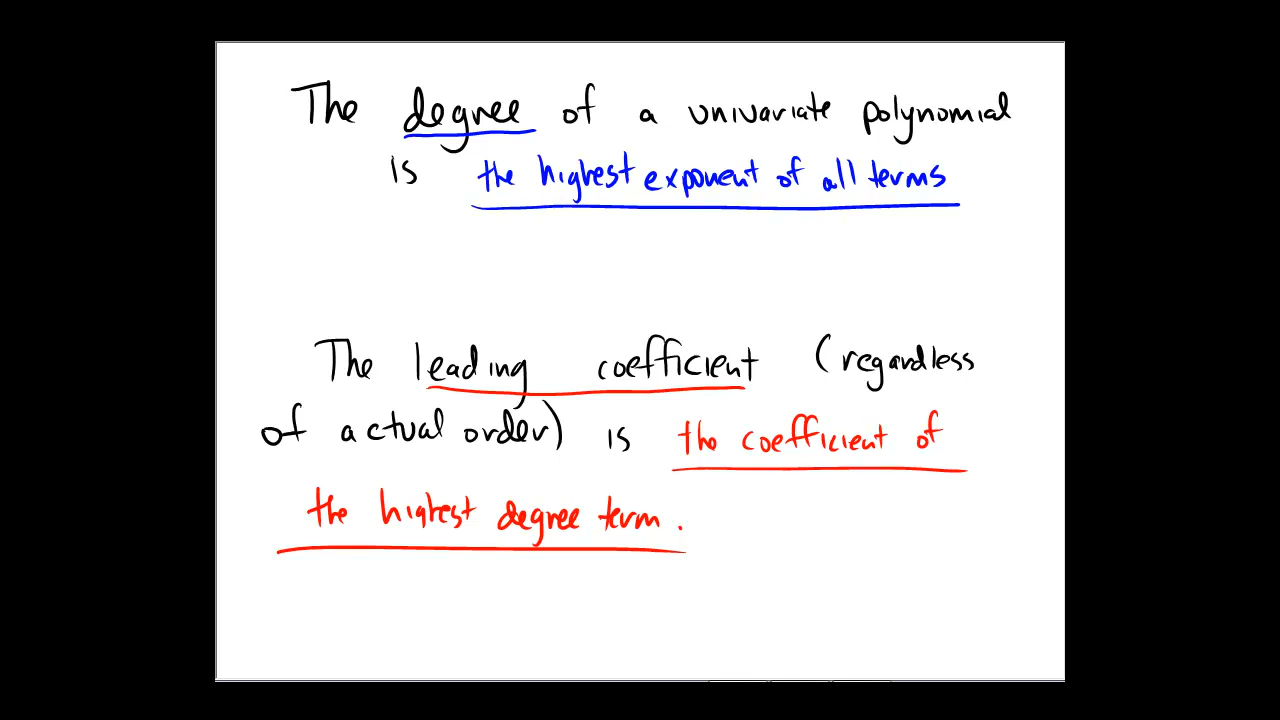 The degree of a univariate polynomial
is the highest exponent of all terms
The leading coefficient (regardless
of actual order) is the coefficient of
the highest degree term.